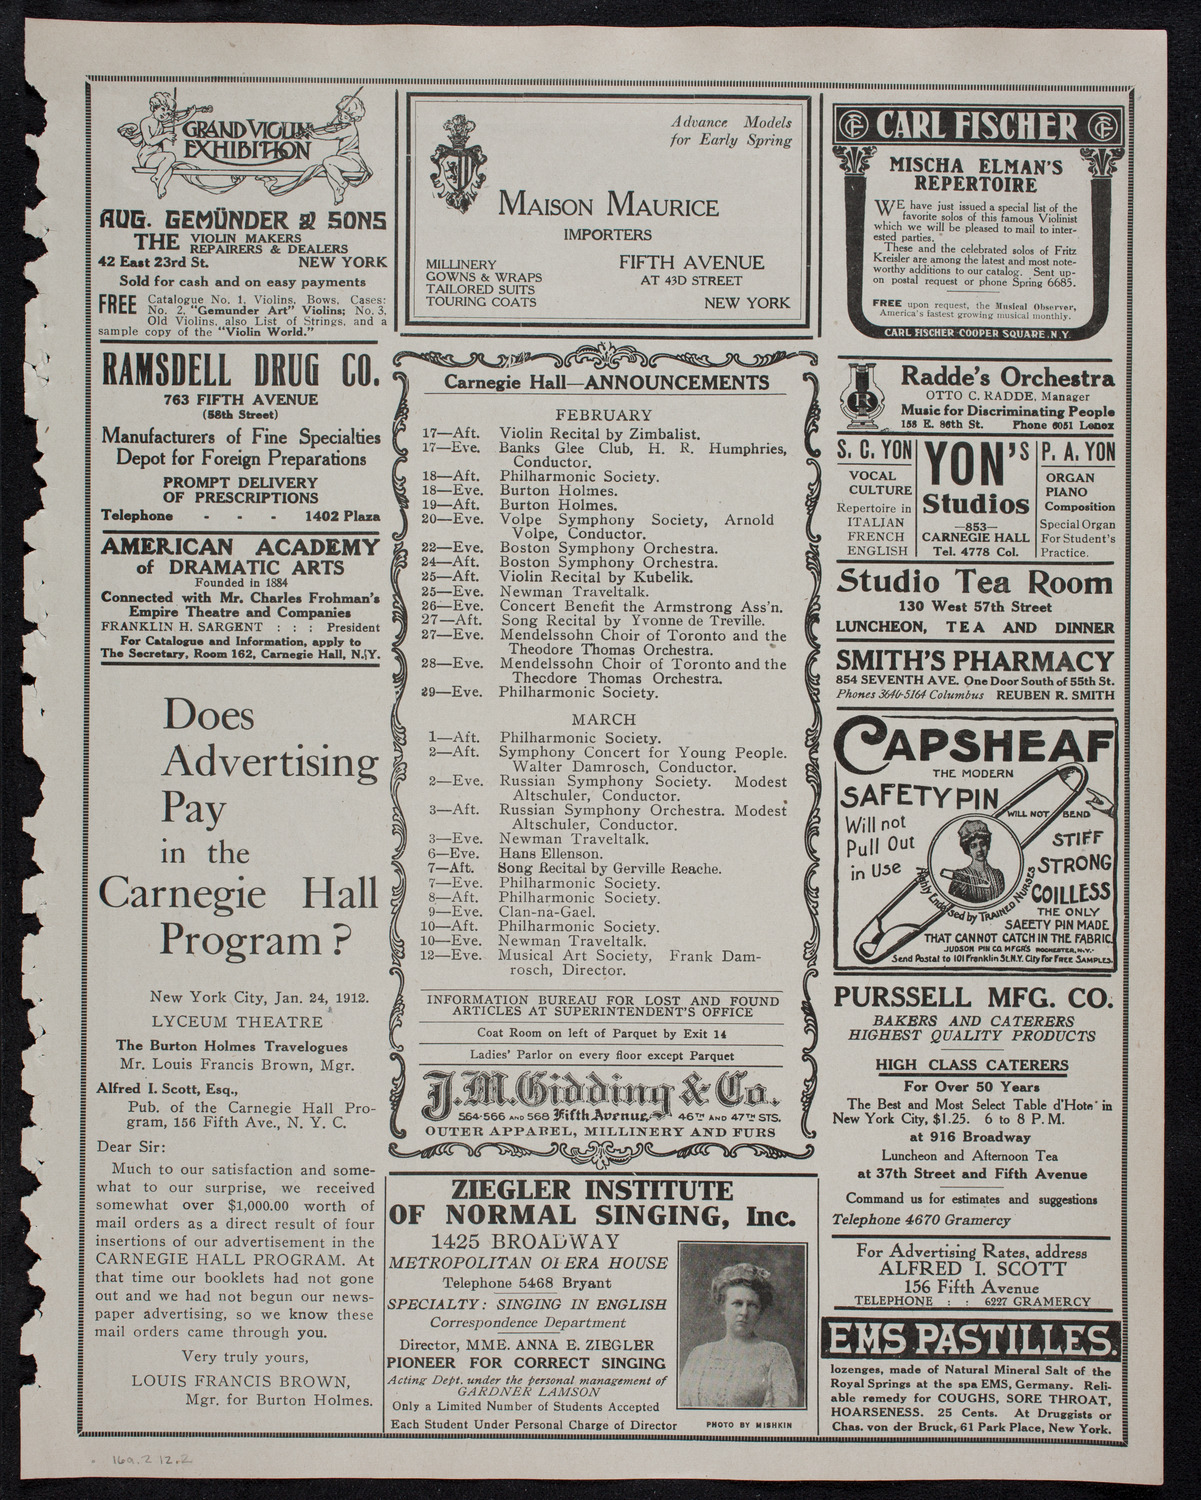 GRAND VIOLIN
EXHIBITION
AUG. GEMÜNDER & SONS
THE VIOLIN MAKERS
REPAIRERS & DEALERS
42 East 23rd St. NEW YORK
Sold for cash and on easy payments
FREE Catalogue No. 1, Violins, Bows, Cases:
No. 2, "Gemunder Art" Violins; No. 3,
Old Violins, also List of Strings, and a
sample copy of the "Violin World."
RAMSDELL DRUG CO.
763 FIFTH AVENUE
(58th Street)
Manufacturers of Fine Specialties
Depot for Foreign Preparations
PROMPT DELIVERY
OF PRESCRIPTIONS
Telephone - - - 1402 Plaza
AMERICAN ACADEMY
of DRAMATIC ARTS
Founded in 1884
Connected with Mr. Charles Frohman's
Empire Theatre and Companies
FRANKLIN H. SARGENT : : : President
For Catalogue and Information, apply to
The Secretary, Room 162, Carnegie Hall, N.Y.
Does
Advertising
Pay
in the
Carnegie Hall
Program?
New York City, Jan. 24, 1912.
LYCEUM THEATRE
The Burton Holmes Travelogues
Mr. Louis Francis Brown, Mgr.
Alfred I. Scott, Esq.,
Pub. of the Carnegie Hall Pro-
gram, 156 Fifth Ave., N. Y. C.
Dear Sir:
Much to our satisfaction and some-
what to our surprise, we received
somewhat over $1,000.00 worth of
mail orders as a direct result of four
insertions of our advertisement in the
CARNEGIE HALL PROGRAM. At
that time our booklets had not gone
out and we had not begun our news-
paper advertising, so we know these
mail orders came through you.
Very truly yours,
LOUIS FRANCIS BROWN,
Mgr. for Burton Holmes.
Advance Models
for Early Spring
MAISON MAURICE
IMPORTERS
MILLINERY
GOWNS & WRAPS
TAILORED SUITS
TOURING COATS
FIFTH AVENUE
AT 43D STREET
NEW YORK
Carnegie Hall—ANNOUNCEMENTS
FEBRUARY
17—Aft. Violin Recital by Zimbalist.
17—Eve. Banks Glee Club, H. R. Humphries,
Conductor.
18—Aft. Philharmonic Society.
18—Eve. Burton Holmes.
19—Aft. Burton Holmes.
20—Eve. Volpe Symphony Society, Arnold
Volpe, Conductor.
22—Eve. Boston Symphony Orchestra.
24—Aft. Boston Symphony Orchestra.
25—Aft. Violin Recital by Kubelik.
25—Eve. Newman Traveltalk.
26—Eve. Concert Benefit the Armstrong Ass'n.
27—Aft. Song Recital by Yvonne de Treville.
27—Eve. Mendelssohn Choir of Toronto and the
Theodore Thomas Orchestra.
28—Eve. Mendelssohn Choir of Toronto and the
Theodore Thomas Orchestra.
29—Eve. Philharmonic Society.
MARCH
1—Aft. Philharmonic Society.
2—Aft. Symphony Concert for Young People.
Walter Damrosch, Conductor.
2—Eve. Russian Symphony Society. Modest
Altschuler, Conductor.
3—Aft. Russian Symphony Orchestra. Modest
Altschuler, Conductor.
3—Eve. Newman Traveltalk.
6—Eve. Hans Ellenson.
7—Aft. Song Recital by Gerville Reache.
7—Eve. Philharmonic Society.
8—Aft. Philharmonic Society.
9—Eve. Clan-na-Gael.
10—Aft. Philharmonic Society.
10—Eve. Newman Traveltalk.
12—Eve. Musical Art Society, Frank Dam-
rosch, Director.
INFORMATION BUREAU FOR LOST AND FOUND
ARTICLES AT SUPERINTENDENT'S OFFICE
Coat Room on left of Parquet by Exit 14
Ladies' Parlor on every floor except Parquet
J.M. Gidding & Co.
564-566 AND 568 Fifth Avenue, 46TH AND 47TH STS.
OUTER APPAREL, MILLINERY AND FURS
ZIEGLER INSTITUTE
OF NORMAL SINGING, Inc.
1425 BROADWAY
METROPOLITAN OPERA HOUSE
Telephone 5468 Bryant
SPECIALTY: SINGING IN ENGLISH
Correspondence Department
Director, MME. ANNA E. ZIEGLER
PIONEER FOR CORRECT SINGING
Acting Dept. under the personal management of
GARDNER LAMSON
Only a Limited Number of Students Accepted
Each Student Under Personal Charge of Director
PHOTO BY MISHKIN
CF CARL FISCHER CF
MISCHA ELMAN'S
REPERTOIRE
WE have just issued a special list of the
favorite solos of this famous Violinist
which we will be pleased to mail to inter-
ested parties.
These and the celebrated solos of Fritz
Kreisler are among the latest and most note-
worthy additions to our catalog. Sent up-
on postal request or phone Spring 6685.
FREE upon request, the Musical Observer,
America's fastest growing musical monthly.
CARL FISCHER COOPER SQUARE, N.Y.
R
Radde's Orchestra
OTTO C. RADDE, Manager
Music for Discriminating People
158 E. 86th St. Phone 6051 Lenox
S. C. YON
VOCAL
CULTURE
Repertoire in
ITALIAN
FRENCH
ENGLISH
YON'S
Studios
—853—
CARNEGIE HALL
Tel. 4778 Col.
P. A. YON
ORGAN
PIANO
Composition
Special Organ
For Student's
Practice.
Studio Tea Room
130 West 57th Street
LUNCHEON, TEA AND DINNER
SMITH'S PHARMACY
854 SEVENTH AVE. One Door South of 55th St.
Phones 3646-5164 Columbus REUBEN R. SMITH
CAPSHEAF
THE MODERN
SAFETY PIN
WILL NOT BEND
Will not
Pull Out
in Use
STIFF
STRONG
COILLESS
Highly Endorsed by TRAINED NURSES
THE ONLY
SAFETY PIN MADE
THAT CANNOT CATCH IN THE FABRIC.
JUDSON PIN CO. MFGR'S ROCHESTER, N.Y.
Send Postal to 101 Franklin St. N.Y. City for FREE SAMPLES.
PURSSELL MFG. CO.
BAKERS AND CATERERS
HIGHEST QUALITY PRODUCTS
HIGH CLASS CATERERS
For Over 50 Years
The Best and Most Select Table d'Hote in
New York City, $1.25. 6 to 8 P. M.
at 916 Broadway
Luncheon and Afternoon Tea
at 37th Street and Fifth Avenue
Command us for estimates and suggestions
Telephone 4670 Gramercy
For Advertising Rates, address
ALFRED I. SCOTT
156 Fifth Avenue
TELEPHONE : : 6227 GRAMERCY
EMS PASTILLES.
lozenges, made of Natural Mineral Salt of the
Royal Springs at the spa EMS, Germany. Reli-
able remedy for COUGHS, SORE THROAT,
HOARSENESS. 25 Cents. At Druggists or
Chas. von der Bruck, 61 Park Place, New York.
169.2 12.2